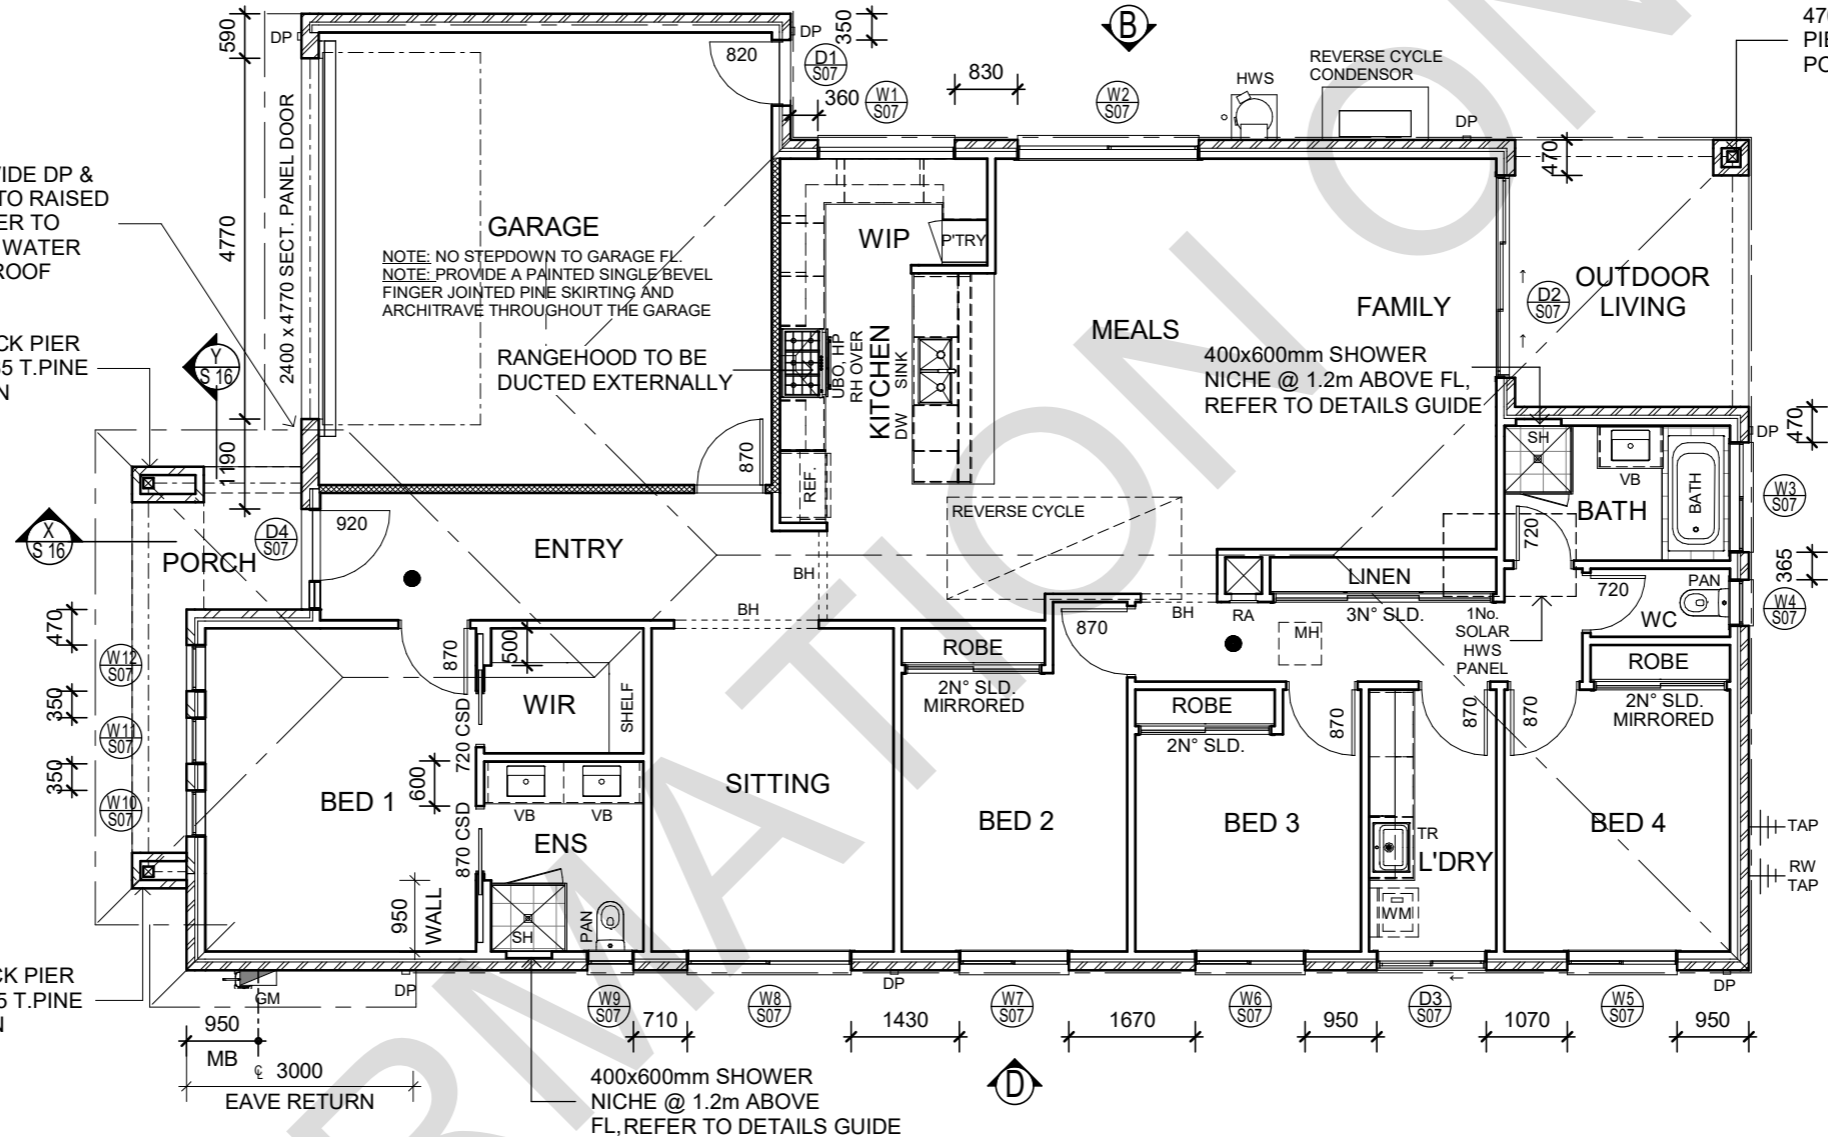 590
DP
820
DP
D1
S07
350
B
830
360
W1
S07
W2
S07
HWS
REVERSE CYCLE
CONDENSOR
DP
470
4770
2400 x 4770 SECT. PANEL DOOR
GARAGE
NOTE: NO STEPDOWN TO GARAGE FL.
NOTE: PROVIDE A PAINTED SINGLE BEVEL
FINGER JOINTED PINE SKIRTING AND
ARCHITRAVE THROUGHOUT THE GARAGE
RANGEHOOD TO BE
DUCTED EXTERNALLY
WIP
P'TRY
KITCHEN
UBO, HP
RH OVER
DW SINK
REF.
MEALS
FAMILY
400x600mm SHOWER
NICHE @ 1.2m ABOVE FL,
REFER TO DETAILS GUIDE
D2
S07
OUTDOOR
LIVING
TO RAISED
WATER
T.PINE
Y
S 16
1190
870
X
S 16
PORCH
D4
S07
920
ENTRY
BH
BH
REVERSE CYCLE
SH
VB
BATH
BATH
DP
470
W3
S07
720
365
LINEN
3N° SLD.
RA
BH
MH
1No.
SOLAR
HWS
PANEL
720
PAN
WC
W4
S07
470
W12
S07
350
W11
S07
350
W10
S07
BED 1
870
500
WIR
SHELF
720 CSD
600
VB
VB
870 CSD
ENS
950
WALL
SH
PAN
SITTING
ROBE
2N° SLD.
MIRRORED
BED 2
870
ROBE
2N° SLD.
BED 3
870
870
TR
L'DRY
WM
870
ROBE
2N° SLD.
MIRRORED
BED 4
TAP
RW
TAP
GM
DP
DP
DP
W9
S07
W8
S07
W7
S07
W6
S07
D3
S07
W5
S07
950
MB
710
1430
1670
950
1070
950
℄ 3000
EAVE RETURN
400x600mm SHOWER
NICHE @ 1.2m ABOVE
FL,REFER TO DETAILS GUIDE
D